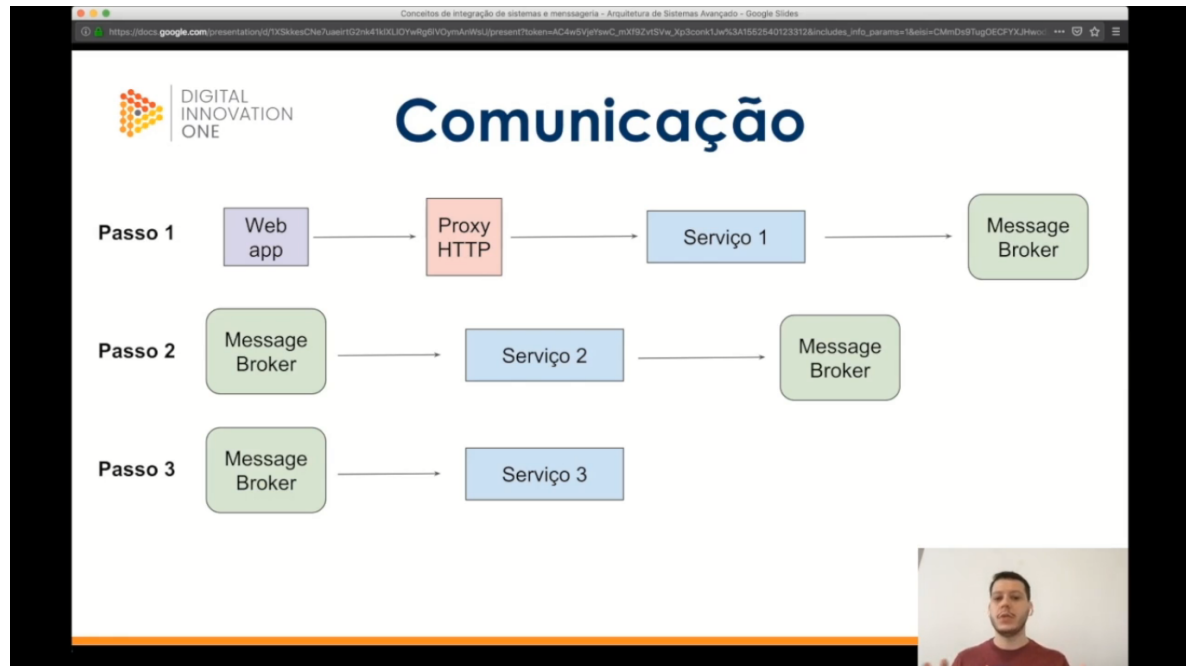 Conceitos de integração de sistemas e menssageria - Arquitetura de Sistemas Avançado - Google Slides
DIGITAL
INNOVATION
ONE
Comunicação
Passo 1
Web
app
Proxy
HTTP
Serviço 1
Message
Broker
Passo 2
Message
Broker
Serviço 2
Message
Broker
Passo 3
Message
Broker
Serviço 3